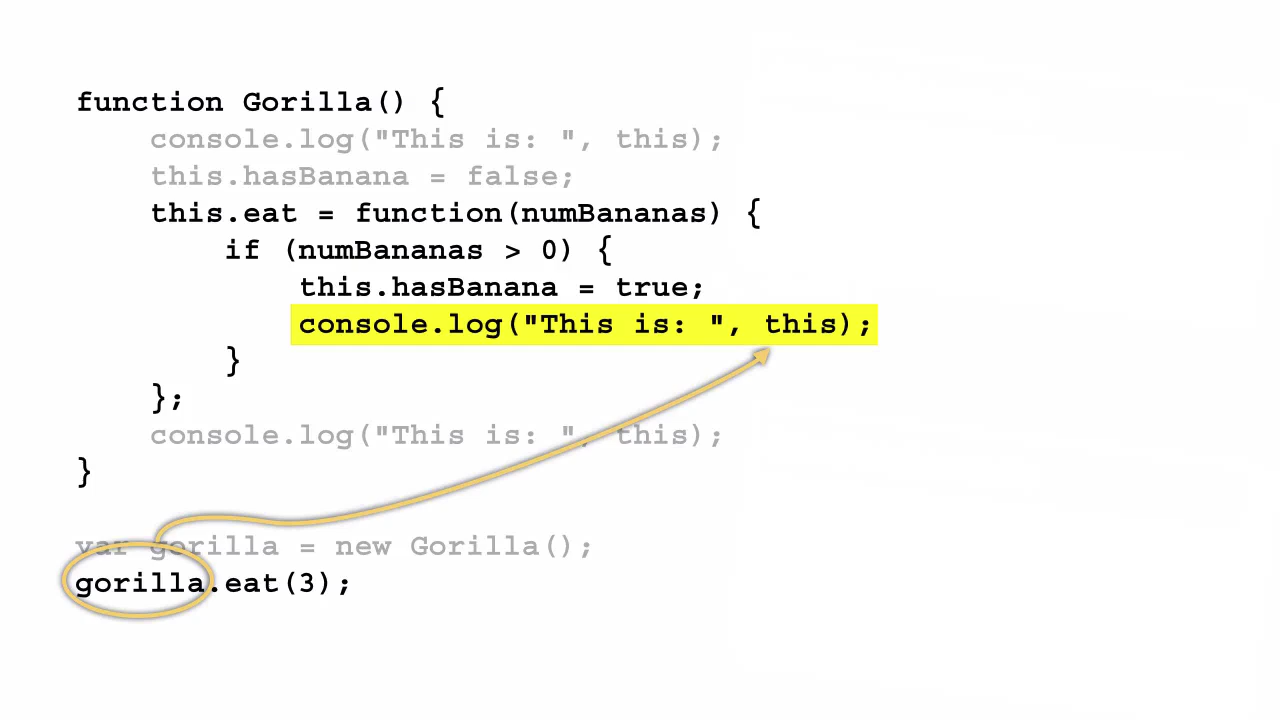 function Gorilla() {
    console.log("This is: ", this);
    this.hasBanana = false;
    this.eat = function(numBananas) {
        if (numBananas > 0) {
            this.hasBanana = true;
            console.log("This is: ", this);
        }
    };
    console.log("This is: ", this);
}
var gorilla = new Gorilla();
gorilla.eat(3);